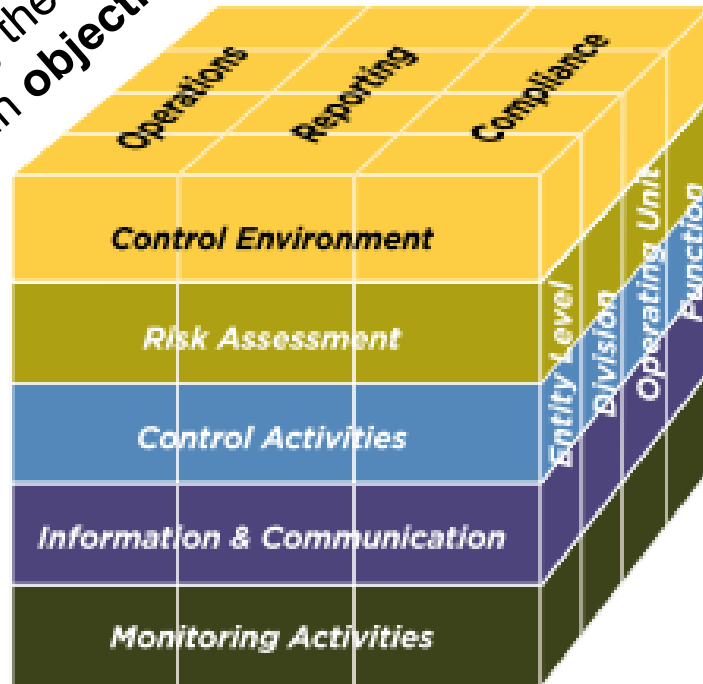 the
objecti
Operations
Reporting
Compliance
Control Environment
Risk Assessment
Control Activities
Information & Communication
Monitoring Activities
Entity Level
Division
Operating Unit
Function